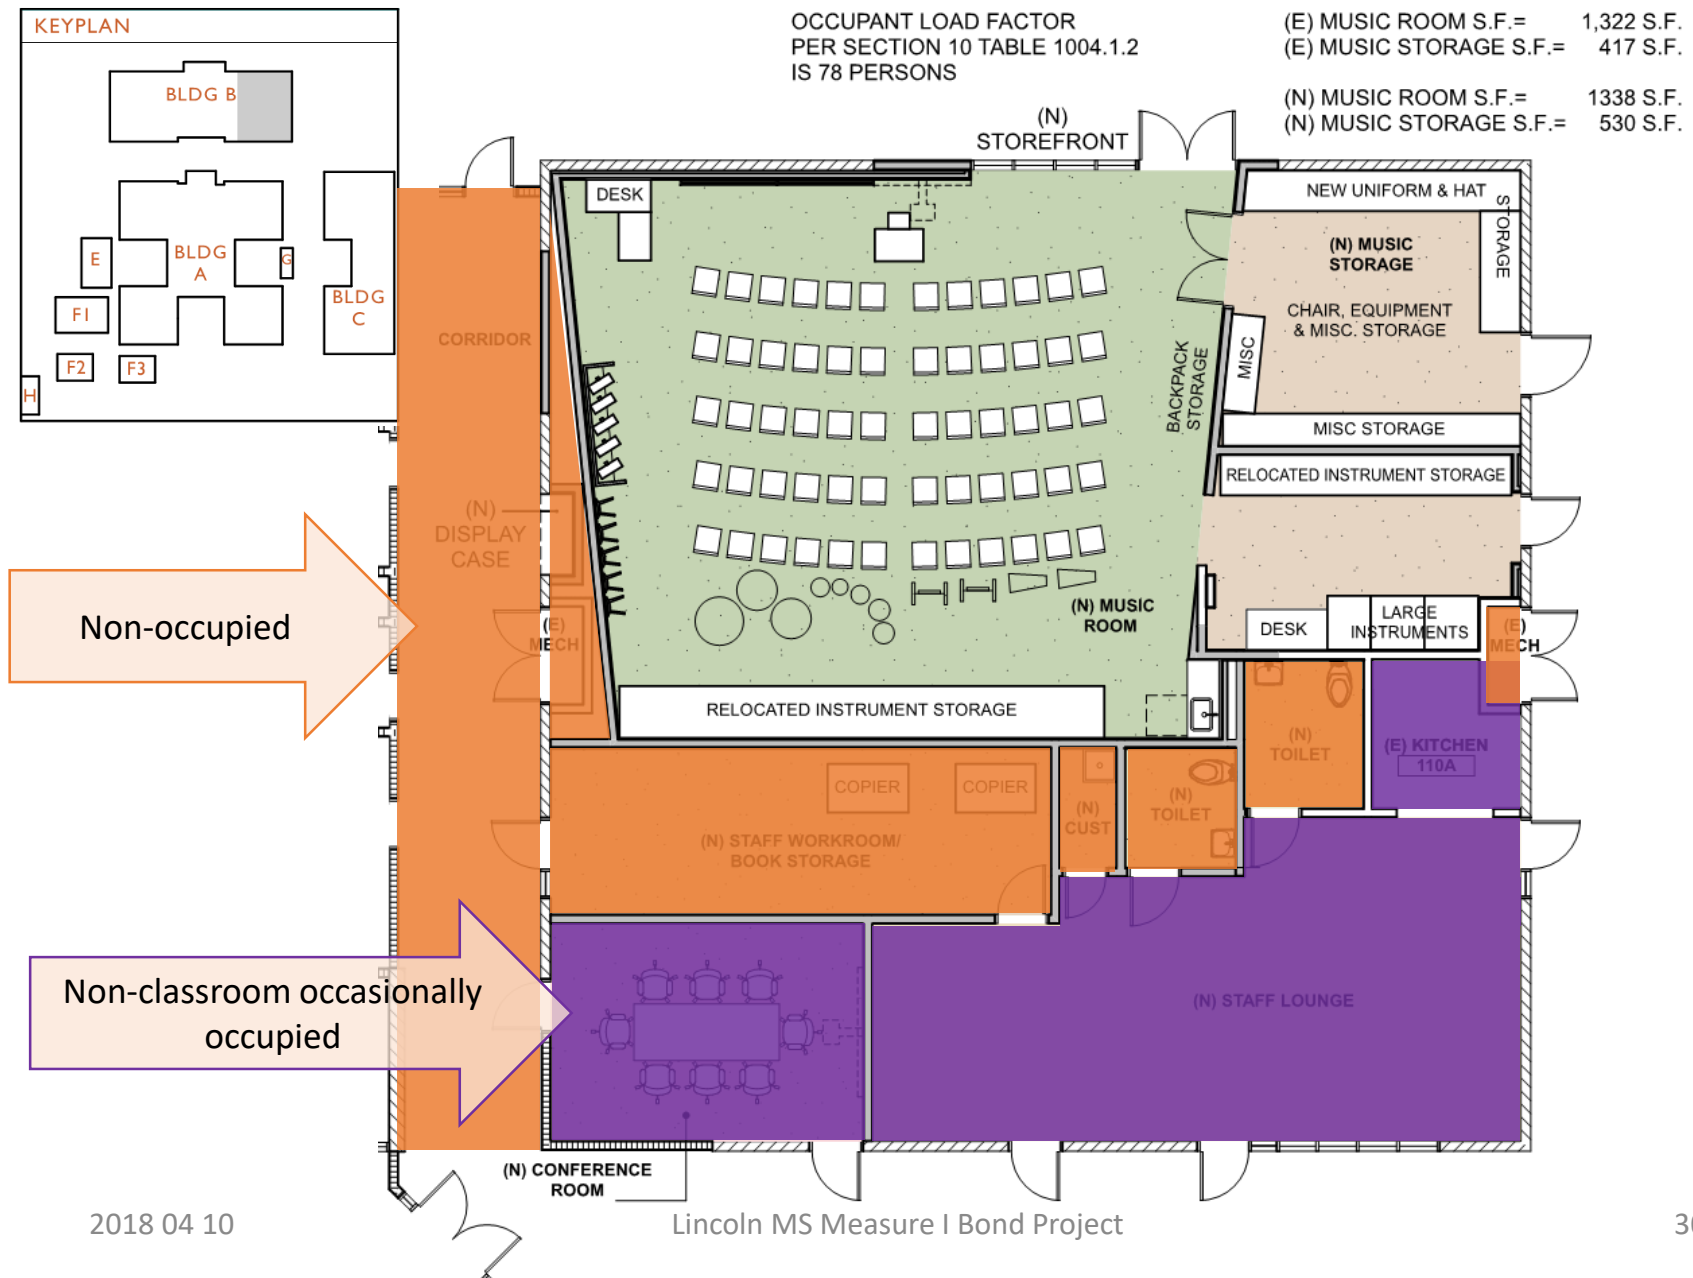 KEYPLAN
BLDG B
BLDG
A
BLDG
C
E
G
F1
F2
F3
H
OCCUPANT LOAD FACTOR
PER SECTION 10 TABLE 1004.1.2
IS 78 PERSONS
(E) MUSIC ROOM S.F.= 1,322 S.F.
(E) MUSIC STORAGE S.F.= 417 S.F.
(N) MUSIC ROOM S.F.= 1338 S.F.
(N) MUSIC STORAGE S.F.= 530 S.F.
(N)
STOREFRONT
DESK
NEW UNIFORM & HAT
STORAGE
(N) MUSIC
STORAGE
CHAIR, EQUIPMENT
& MISC. STORAGE
MISC
BACKPACK
STORAGE
MISC STORAGE
RELOCATED INSTRUMENT STORAGE
CORRIDOR
(N)
DISPLAY
CASE
(E)
MECH
(N) MUSIC
ROOM
DESK
LARGE
INSTRUMENTS
(E)
MECH
RELOCATED INSTRUMENT STORAGE
(N)
TOILET
(E) KITCHEN
110A
COPIER
COPIER
(N)
CUST
(N)
TOILET
(N) STAFF WORKROOM/
BOOK STORAGE
Non-occupied
Non-classroom occasionally
occupied
(N) STAFF LOUNGE
(N) CONFERENCE
ROOM
2018 04 10
Lincoln MS Measure I Bond Project